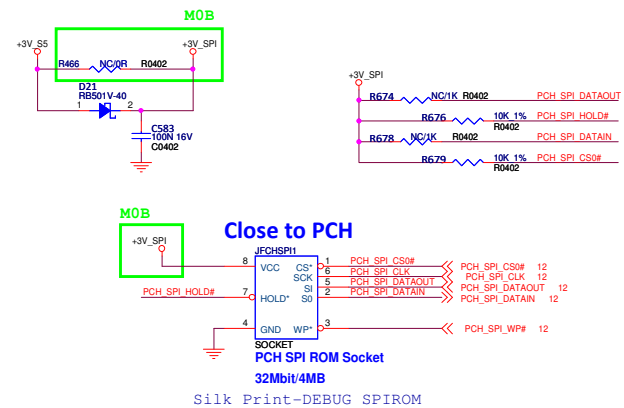 M0B
+3V_S5
+3V_SPI
R466 NC/0R R0402
D21
RB501V-40
1 2
C583
100N 16V
C0402
+3V_SPI
R674 NC/1K R0402 PCH_SPI_DATAOUT
R676 10K_1% PCH_SPI_HOLD#
R0402
R678 NC/1K R0402 PCH_SPI_DATAIN
R679 10K_1% PCH_SPI_CS0#
R0402
M0B
+3V_SPI
Close to PCH
JFCHSPI1
8 VCC CS* 1 PCH_SPI_CS0# PCH_SPI_CS0# 12
SCK 6 PCH_SPI_CLK PCH_SPI_CLK 12
SI 5 PCH_SPI_DATAOUT PCH_SPI_DATAOUT 12
PCH_SPI_HOLD# 7 HOLD* S0 2 PCH_SPI_DATAIN PCH_SPI_DATAIN 12
4 GND WP* 3 PCH_SPI_WP# 12
SOCKET
PCH SPI ROM Socket
32Mbit/4MB
Silk Print-DEBUG SPIROM